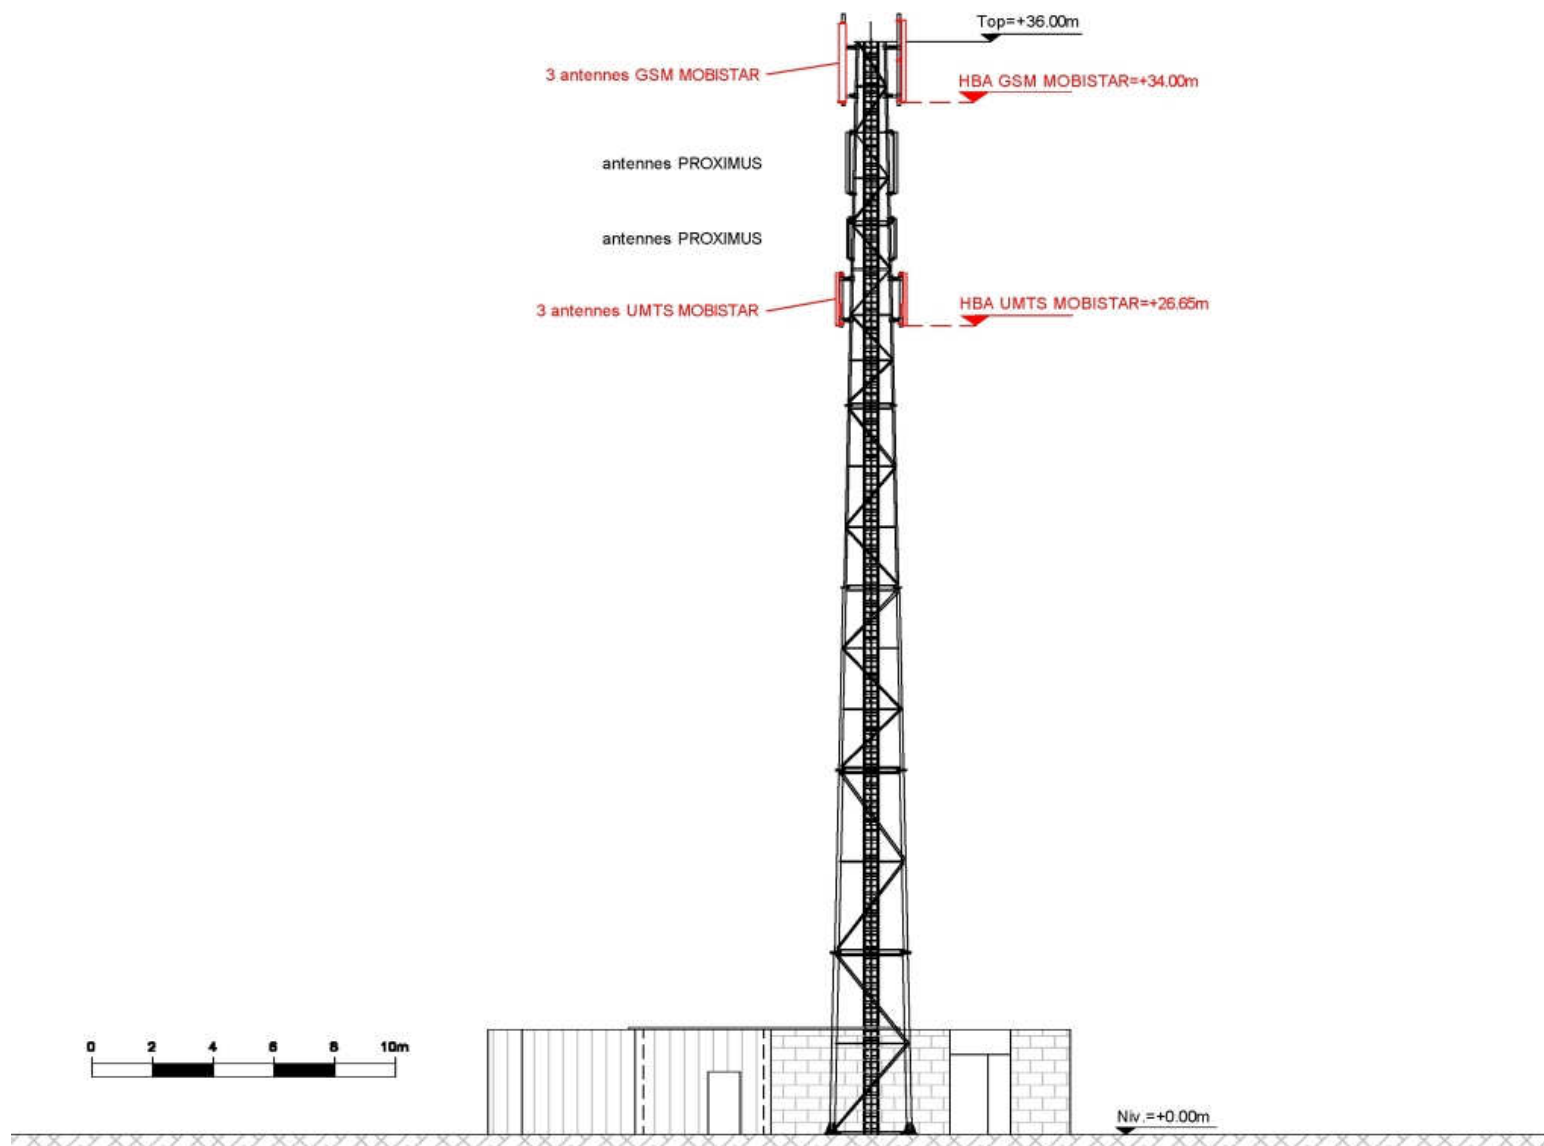 Top=+36.00m
3 antennes GSM MOBISTAR
HBA GSM MOBISTAR=+34.00m
antennes PROXIMUS
antennes PROXIMUS
3 antennes UMTS MOBISTAR
HBA UMTS MOBISTAR=+26.65m
0 2 4 6 8 10m
Niv.=+0.00m